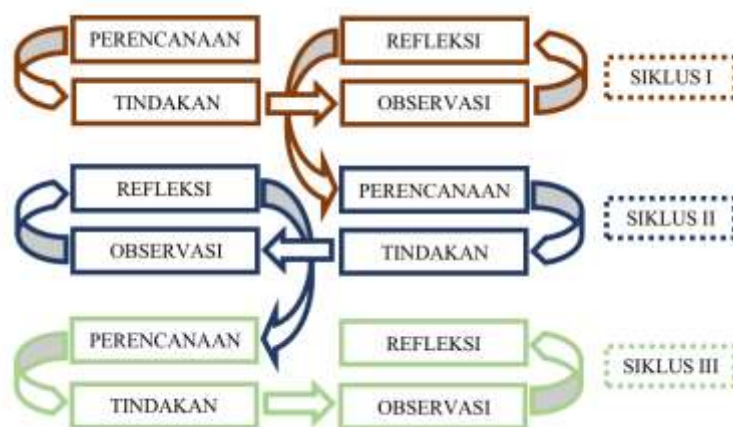 PERENCANAAN
REFLEKSI
SIKLUS I
TINDAKAN
OBSERVASI
REFLEKSI
PERENCANAAN
SIKLUS II
OBSERVASI
TINDAKAN
PERENCANAAN
REFLEKSI
SIKLUS III
TINDAKAN
OBSERVASI